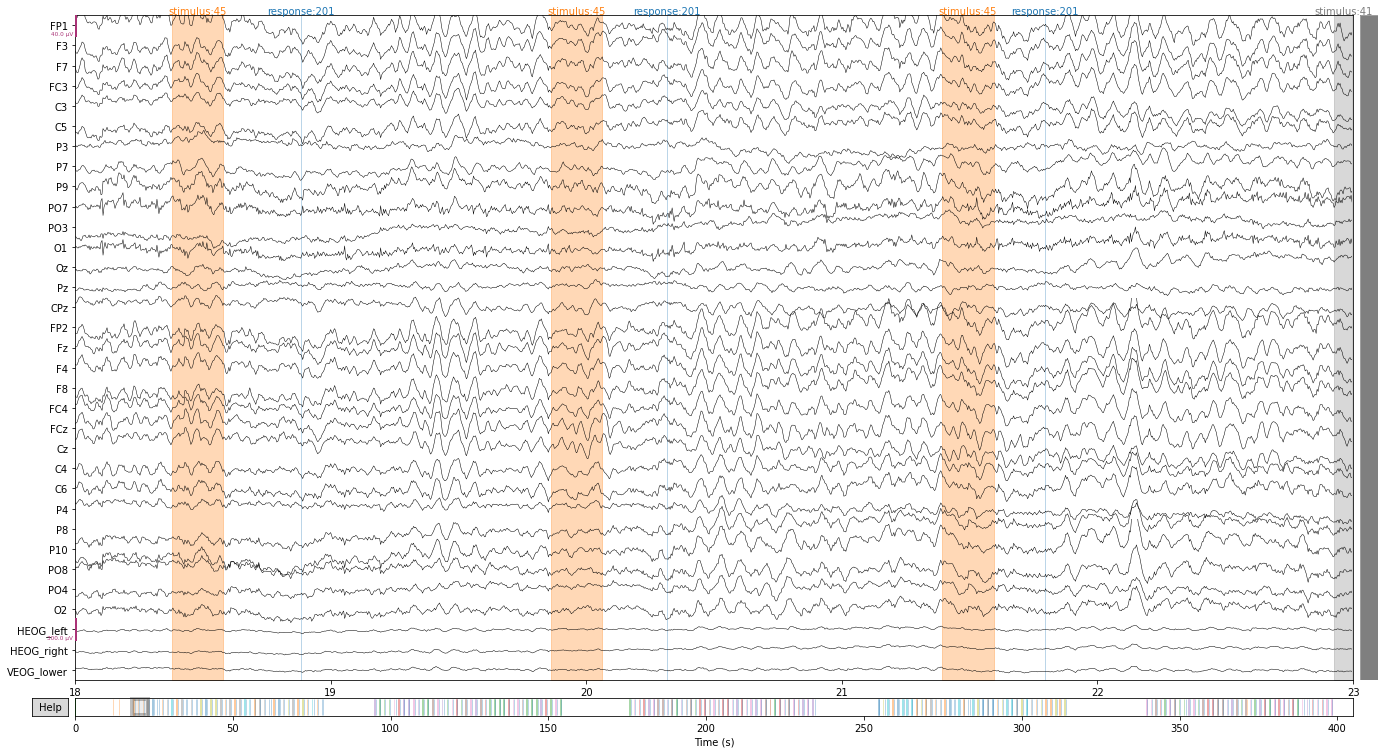 stimulus:45 response:201 stimulus:45 response:201 stimulus:45 response:201 stimulus:41
FP1
40.0 µV
F3
F7
FC3
C3
C5
P3
P7
P9
PO7
PO3
O1
Oz
Pz
CPz
FP2
Fz
F4
F8
FC4
FCz
Cz
C4
C6
P4
P8
P10
PO8
PO4
O2
HEOG_left
HEOG_right
VEOG_lower
18 19 20 21 22 23
Help
0 50 100 150 200 250 300 350 400
Time (s)